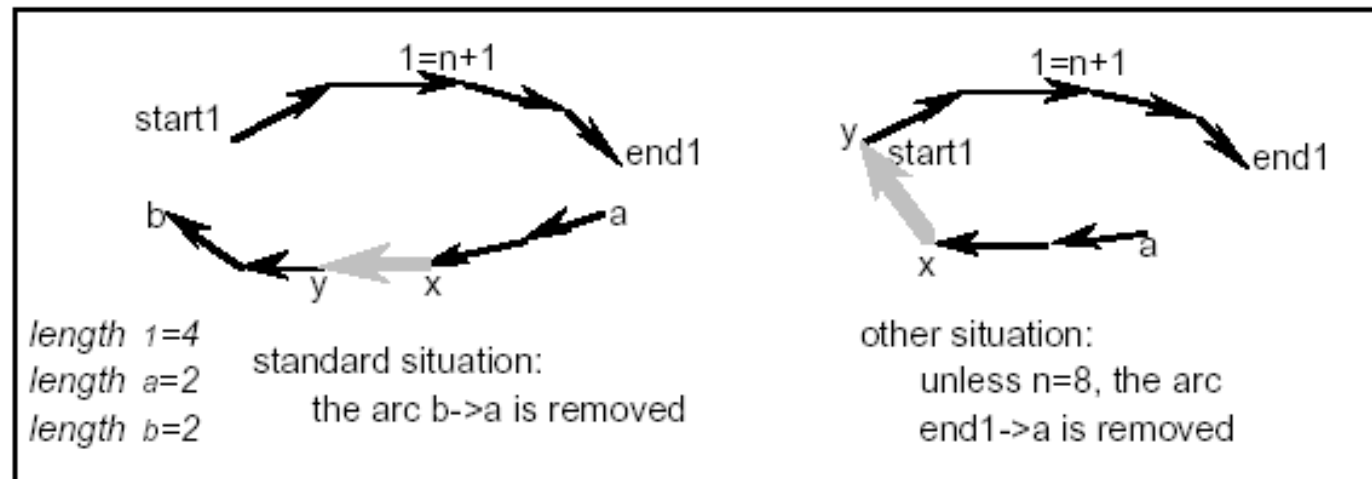 1=n+1
start1
end1
b
a
y
x
length 1=4
length a=2
length b=2
standard situation:
the arc b->a is removed
1=n+1
y
start1
end1
x
a
other situation:
unless n=8, the arc
end1->a is removed